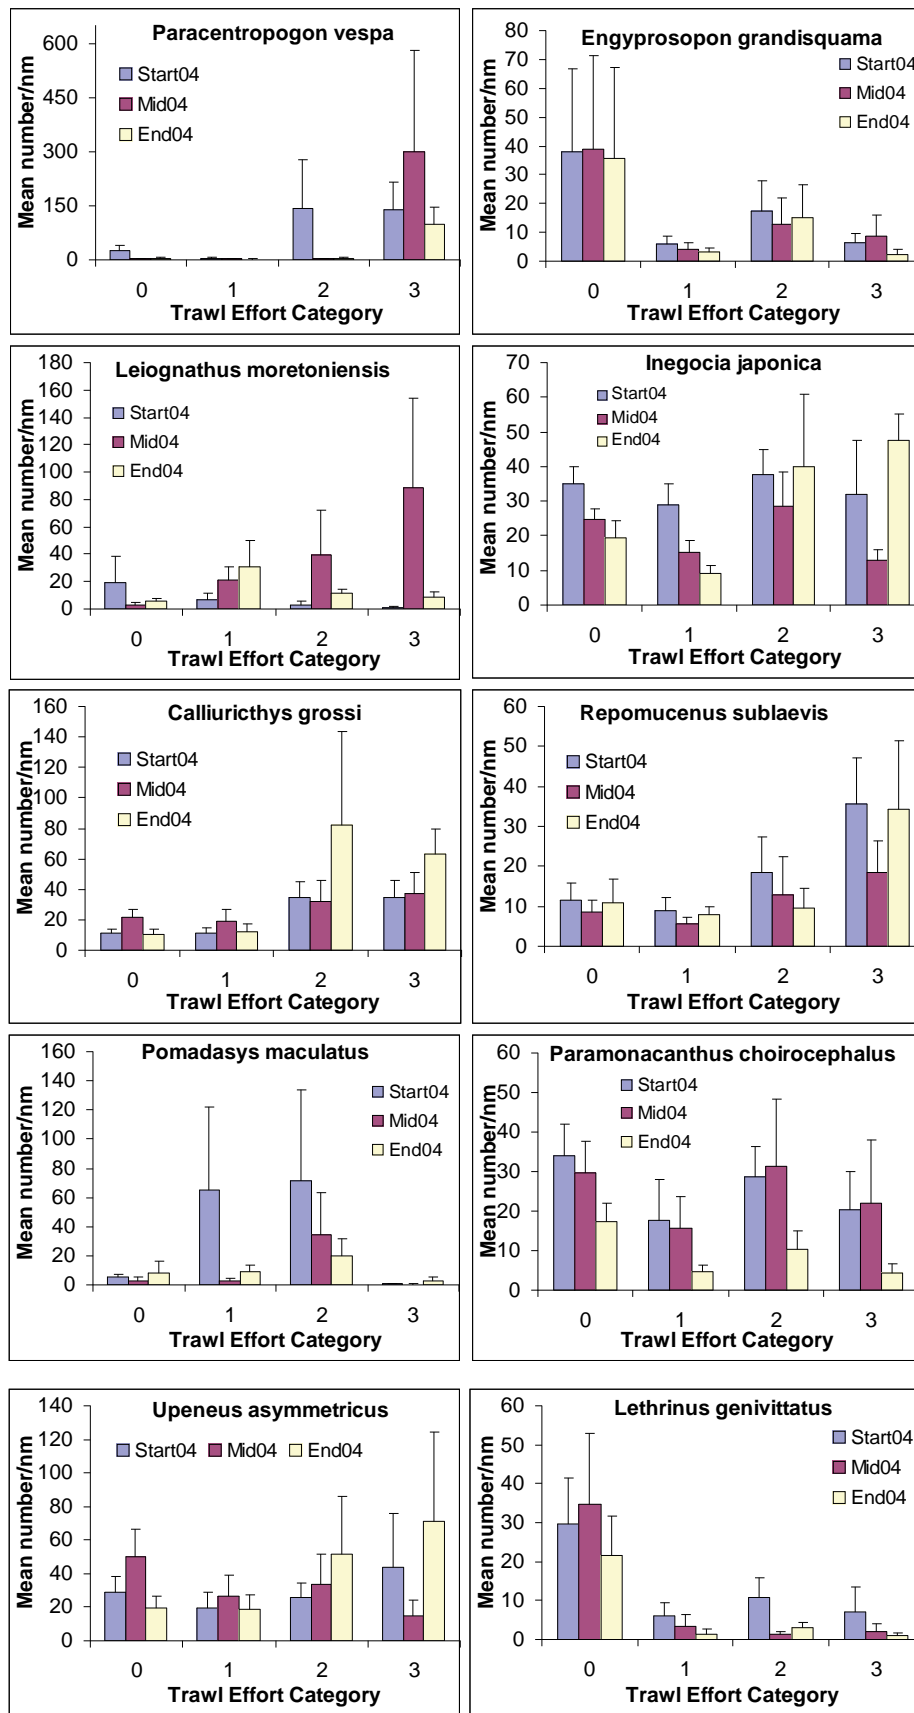 Paracentropogon vespa
Mean number/nm
600
450
300
150
0
Start04
Mid04
End04
0 1 2 3
Trawl Effort Category
Engyprosopon grandisquama
Mean number/nm
80
70
60
50
40
30
20
10
0
Start04
Mid04
End04
0 1 2 3
Trawl Effort Category
Leiognathus moretoniensis
Mean number/nm
180
160
140
120
100
80
60
40
20
0
Start04
Mid04
End04
0 1 2 3
Trawl Effort Category
Inegocia japonica
Mean number/nm
70
60
50
40
30
20
10
0
Start04
Mid04
End04
0 1 2 3
Trawl Effort Category
Calliuricthys grossi
Mean number/nm
160
140
120
100
80
60
40
20
0
Start04
Mid04
End04
0 1 2 3
Trawl Effort Category
Repomucenus sublaevis
Mean number/nm
60
50
40
30
20
10
0
Start04
Mid04
End04
0 1 2 3
Trawl Effort Category
Pomadasys maculatus
Mean number/nm
160
140
120
100
80
60
40
20
0
Start04
Mid04
End04
0 1 2 3
Trawl Effort Category
Paramonacanthus choirocephalus
Mean number/nm
60
50
40
30
20
10
0
Start04
Mid04
End04
0 1 2 3
Trawl Effort Category
Upeneus asymmetricus
Mean number/nm
140
120
100
80
60
40
20
0
Start04 Mid04 End04
0 1 2 3
Trawl Effort Category
Lethrinus genivittatus
Mean number/nm
60
50
40
30
20
10
0
Start04
Mid04
End04
0 1 2 3
Trawl Effort Category